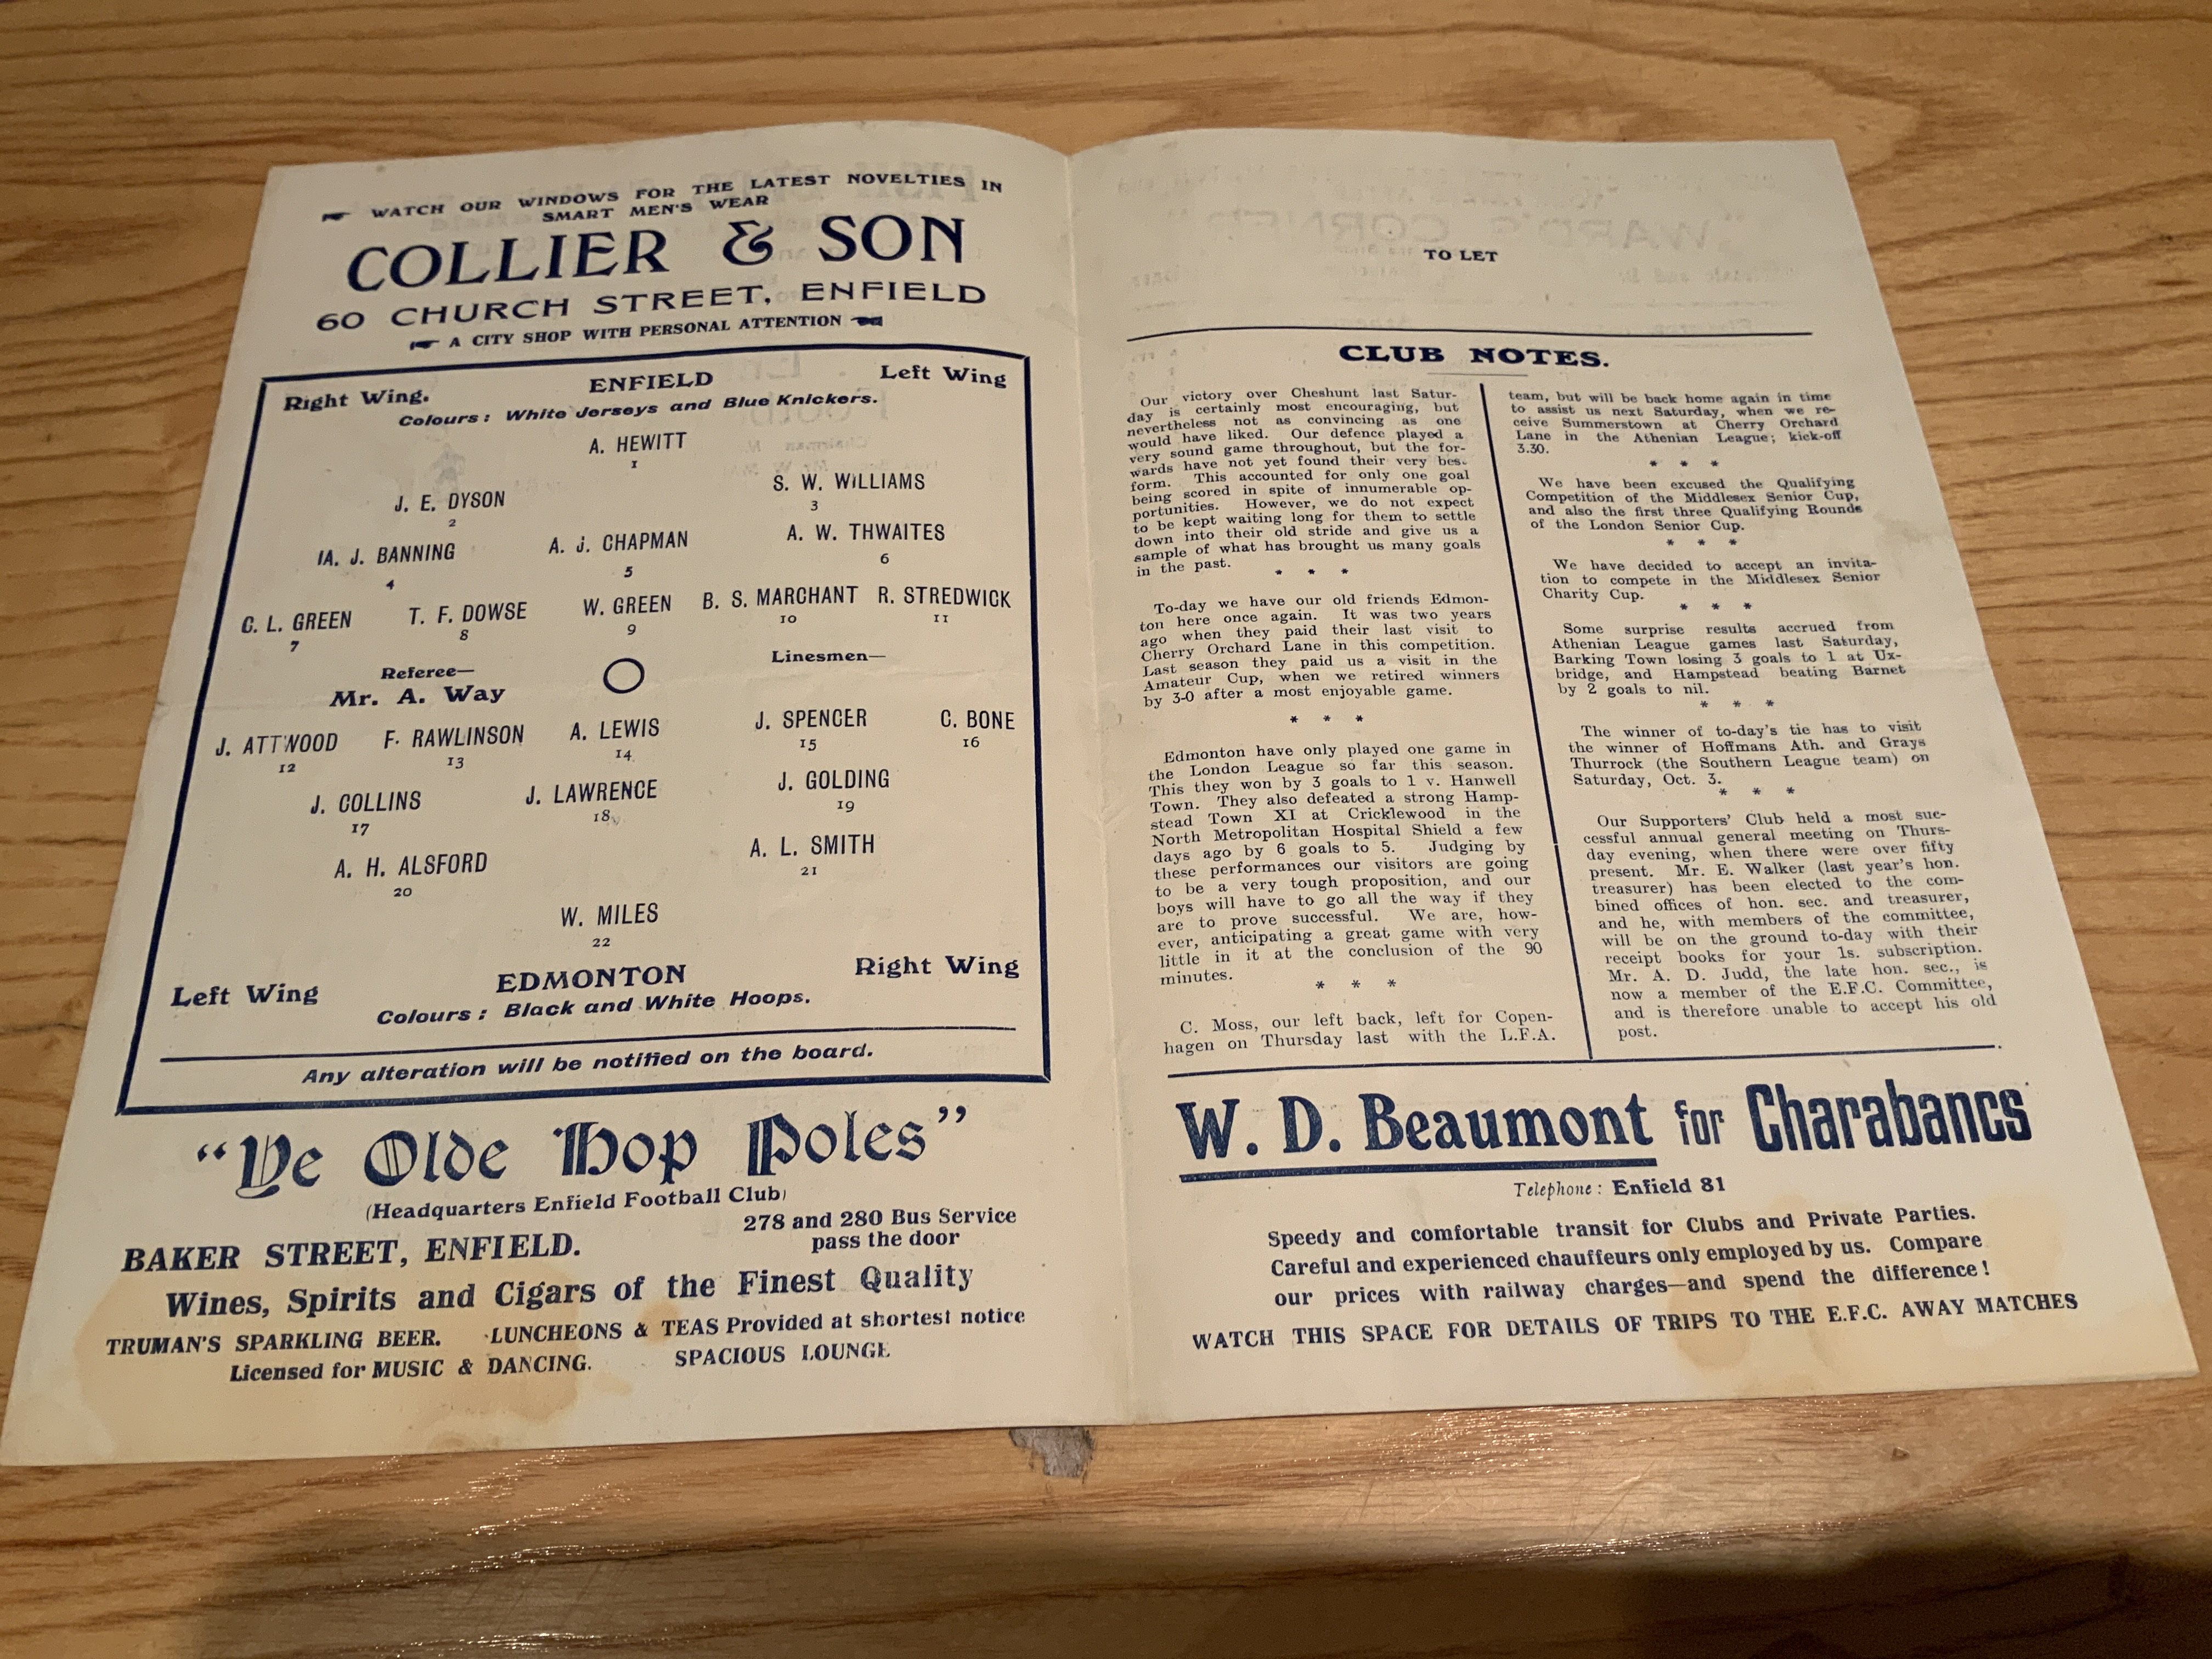 WATCH OUR WINDOWS FOR THE LATEST NOVELTIES IN
SMART MEN'S WEAR
COLLIER & SON
60 CHURCH STREET, ENFIELD
A CITY SHOP WITH PERSONAL ATTENTION
Right Wing. ENFIELD Left Wing
Colours: White Jerseys and Blue Knickers.
A. HEWITT
1
J. E. DYSON S. W. WILLIAMS
2 3
IA. J. BANNING A. J. CHAPMAN A. W. THWAITES
4 5 6
C. L. GREEN T. F. DOWSE W. GREEN B. S. MARCHANT R. STREDWICK
7 8 9 10 11
Referee— Linesmen—
Mr. A. Way
J. ATTWOOD F. RAWLINSON A. LEWIS J. SPENCER C. BONE
12 13 14 15 16
J. COLLINS J. LAWRENCE J. GOLDING
17 18 19
A. H. ALSFORD A. L. SMITH
20 21
W. MILES
22
Left Wing EDMONTON Right Wing
Colours: Black and White Hoops.
Any alteration will be notified on the board.
"Ye Olde Hop Poles"
(Headquarters Enfield Football Club)
278 and 280 Bus Service
BAKER STREET, ENFIELD. pass the door
Wines, Spirits and Cigars of the Finest Quality
TRUMAN'S SPARKLING BEER. LUNCHEONS & TEAS Provided at shortest notice
Licensed for MUSIC & DANCING. SPACIOUS LOUNGE
TO LET
CLUB NOTES.
Our victory over Cheshunt last Satur-
day is certainly most encouraging, but
nevertheless not as convincing as one
would have liked. Our defence played a
very sound game throughout, but the for-
wards have not yet found their very bes.
form. This accounted for only one goal
being scored in spite of innumerable op-
portunities. However, we do not expect
to be kept waiting long for them to settle
down into their old stride and give us a
sample of what has brought us many goals
in the past.
* * *
To-day we have our old friends Edmon-
ton here once again. It was two years
ago when they paid their last visit to
Cherry Orchard Lane in this competition.
Last season they paid us a visit in the
Amateur Cup, when we retired winners
by 3-0 after a most enjoyable game.
* * *
Edmonton have only played one game in
the London League so far this season.
This they won by 3 goals to 1 v. Hanwell
Town. They also defeated a strong Hamp-
stead Town XI at Cricklewood in the
North Metropolitan Hospital Shield a few
days ago by 6 goals to 5. Judging by
these performances our visitors are going
to be a very tough proposition, and our
boys will have to go all the way if they
are to prove successful. We are, how-
ever, anticipating a great game with very
little in it at the conclusion of the 90
minutes.
* * *
C. Moss, our left back, left for Copen-
hagen on Thursday last with the L.F.A.
team, but will be back home again in time
to assist us next Saturday, when we re-
ceive Summerstown at Cherry Orchard
Lane in the Athenian League; kick-off
3.30.
* * *
We have been excused the Qualifying
Competition of the Middlesex Senior Cup,
and also the first three Qualifying Rounds
of the London Senior Cup.
* * *
We have decided to accept an invita-
tion to compete in the Middlesex Senior
Charity Cup.
* * *
Some surprise results accrued from
Athenian League games last Saturday,
Barking Town losing 3 goals to 1 at Ux-
bridge, and Hampstead beating Barnet
by 2 goals to nil.
* * *
The winner of to-day's tie has to visit
the winner of Hoffmans Ath. and Grays
Thurrock (the Southern League team) on
Saturday, Oct. 3.
* * *
Our Supporters' Club held a most suc-
cessful annual general meeting on Thurs-
day evening, when there were over fifty
present. Mr. E. Walker (last year's hon.
treasurer) has been elected to the com-
bined offices of hon. sec. and treasurer,
and he, with members of the committee,
will be on the ground to-day with their
receipt books for your 1s. subscription.
Mr. A. D. Judd, the late hon. sec., is
now a member of the E.F.C. Committee,
and is therefore unable to accept his old
post.
W. D. Beaumont for Charabancs
Telephone: Enfield 81
Speedy and comfortable transit for Clubs and Private Parties.
Careful and experienced chauffeurs only employed by us. Compare
our prices with railway charges—and spend the difference!
WATCH THIS SPACE FOR DETAILS OF TRIPS TO THE E.F.C. AWAY MATCHES